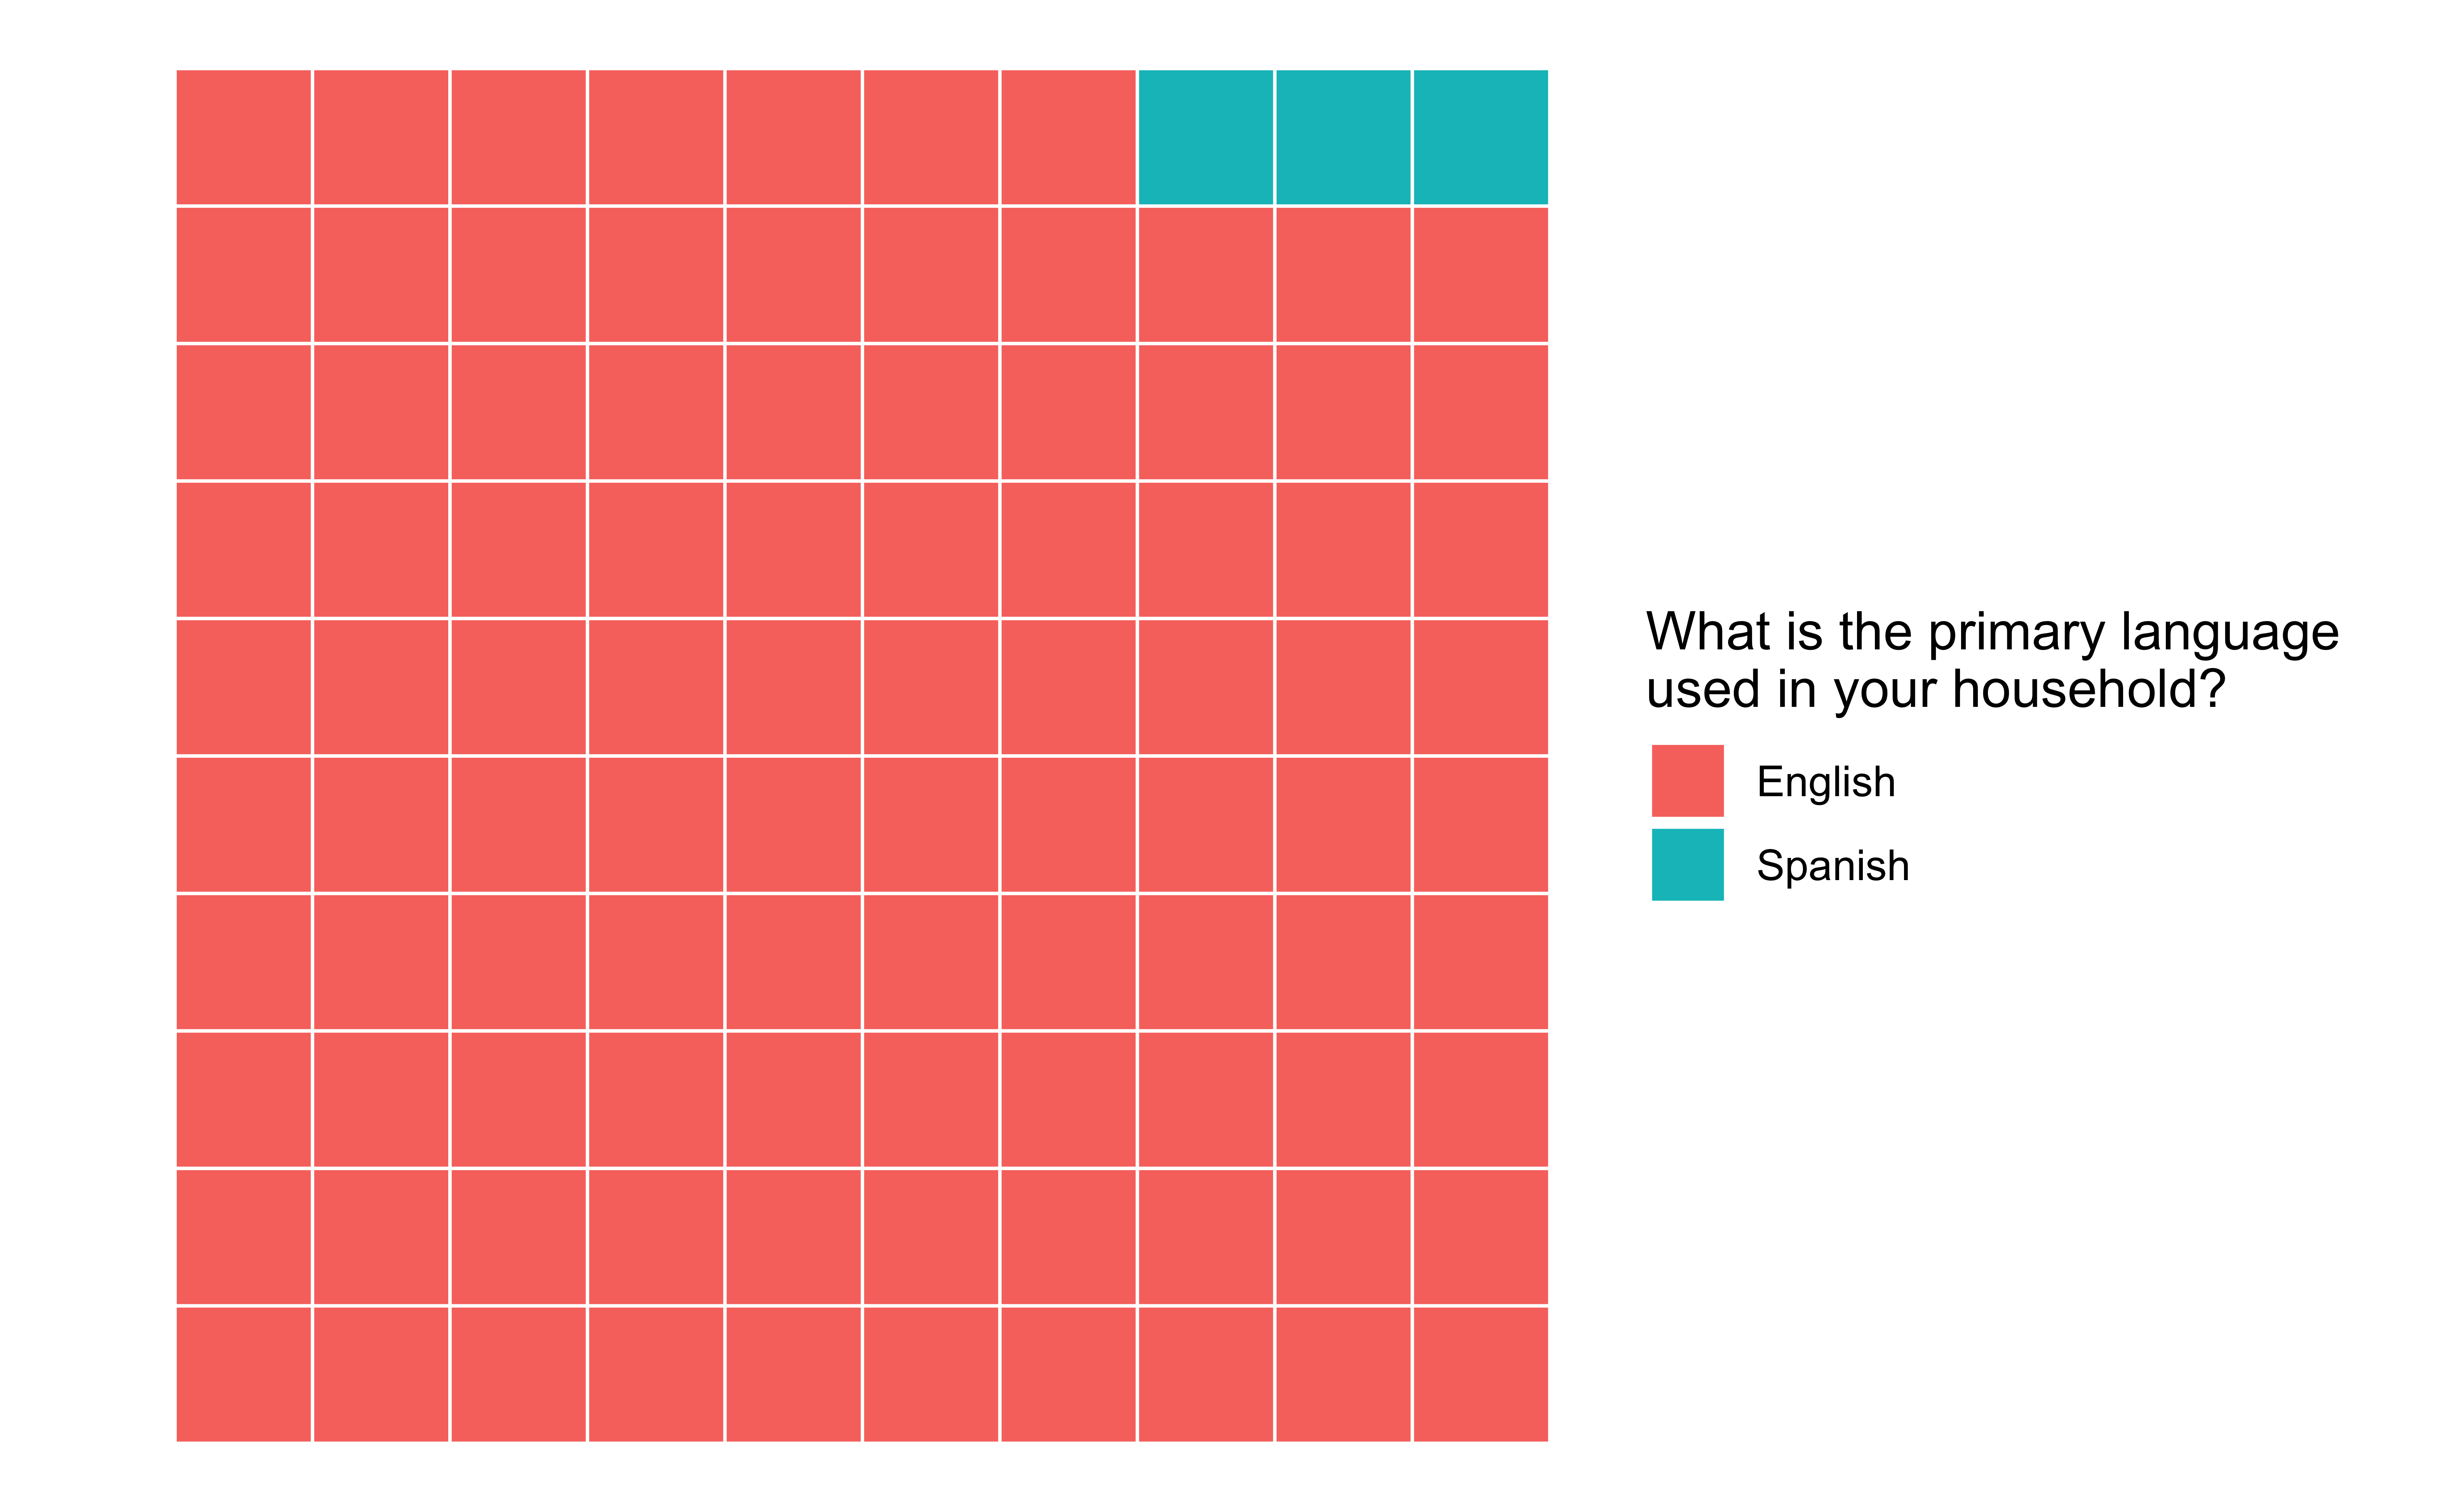 What is the primary language
used in your household?
English
Spanish